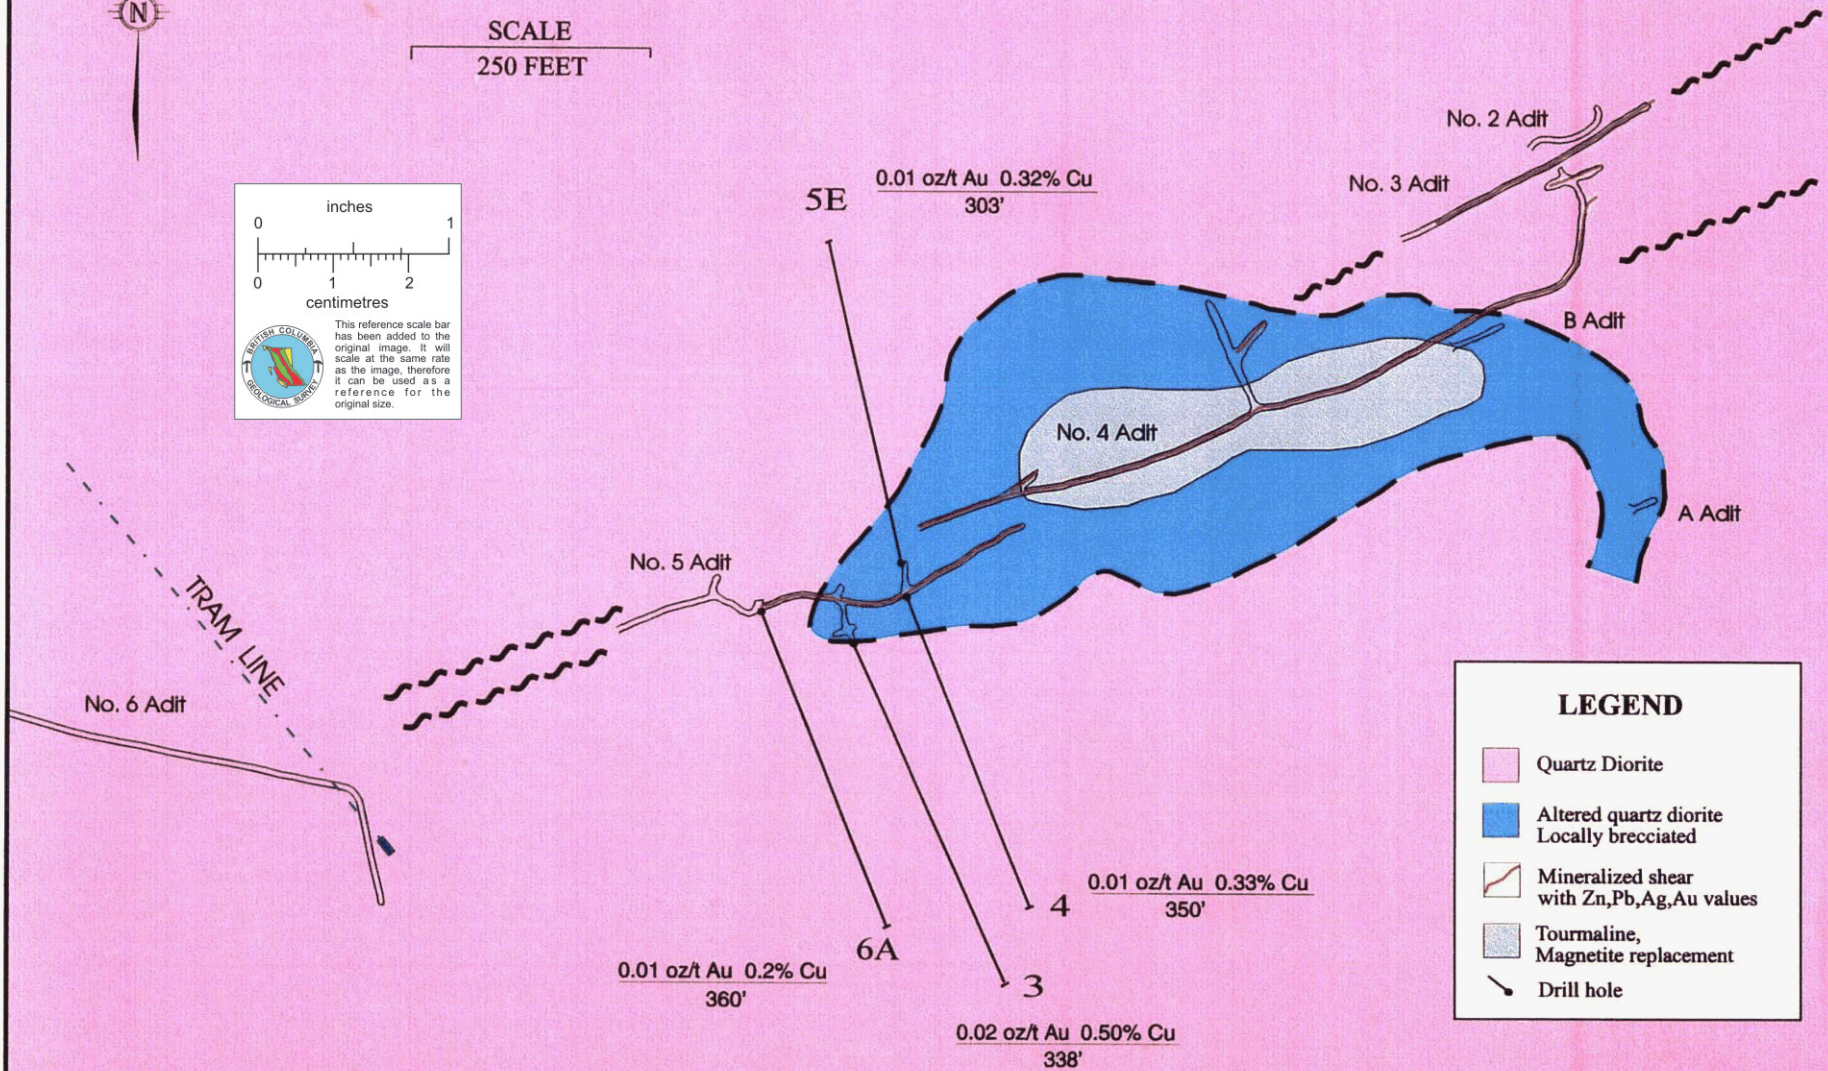 N
SCALE
250 FEET
inches
0 1
0 1 2
centimetres
BRITISH COLUMBIA
GEOLOGICAL SURVEY
This reference scale bar
has been added to the
original image. It will
scale at the same rate
as the image, therefore
it can be used as a
reference for the
original size.
5E
0.01 oz/t Au 0.32% Cu
303'
No. 2 Adit
No. 3 Adit
B Adit
No. 4 Adit
A Adit
No. 5 Adit
TRAM LINE
No. 6 Adit
4
0.01 oz/t Au 0.33% Cu
350'
6A
0.01 oz/t Au 0.2% Cu
360'
3
0.02 oz/t Au 0.50% Cu
338'
LEGEND
Quartz Diorite
Altered quartz diorite
Locally brecciated
Mineralized shear
with Zn,Pb,Ag,Au values
Tourmaline,
Magnetite replacement
Drill hole